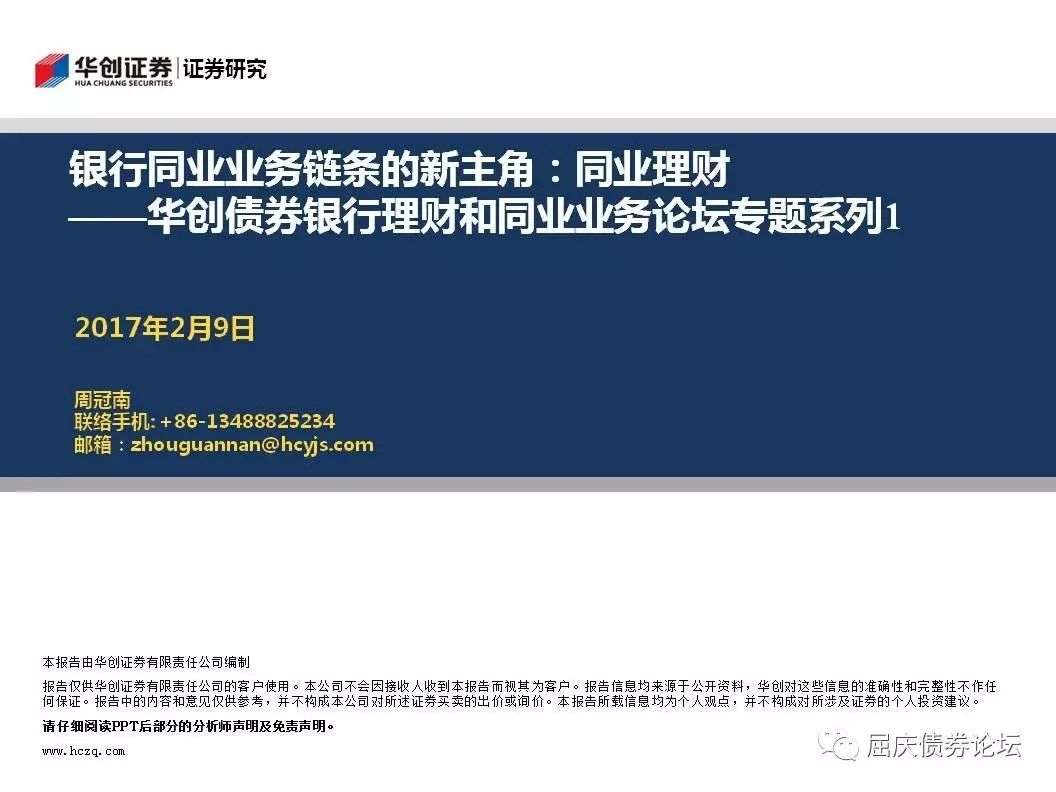 华创证券 证券研究
HUA CHUANG SECURITIES
银行同业业务链条的新主角：同业理财
——华创债券银行理财和同业业务论坛专题系列1
2017年2月9日
周冠南
联络手机: +86-13488825234
邮箱：zhouguannan@hcyjs.com
本报告由华创证券有限责任公司编制
报告仅供华创证券有限责任公司的客户使用。本公司不会因接收人收到本报告而视其为客户。报告信息均来源于公开资料，华创对这些信息的准确性和完整性不作任
何保证。报告中的内容和意见仅供参考，并不构成本公司对所述证券买卖的出价或询价。本报告所载信息均为个人观点，并不构成对所涉及证券的个人投资建议。
请仔细阅读PPT后部分的分析师声明及免责声明。
www.hczq.com
屈庆债券论坛